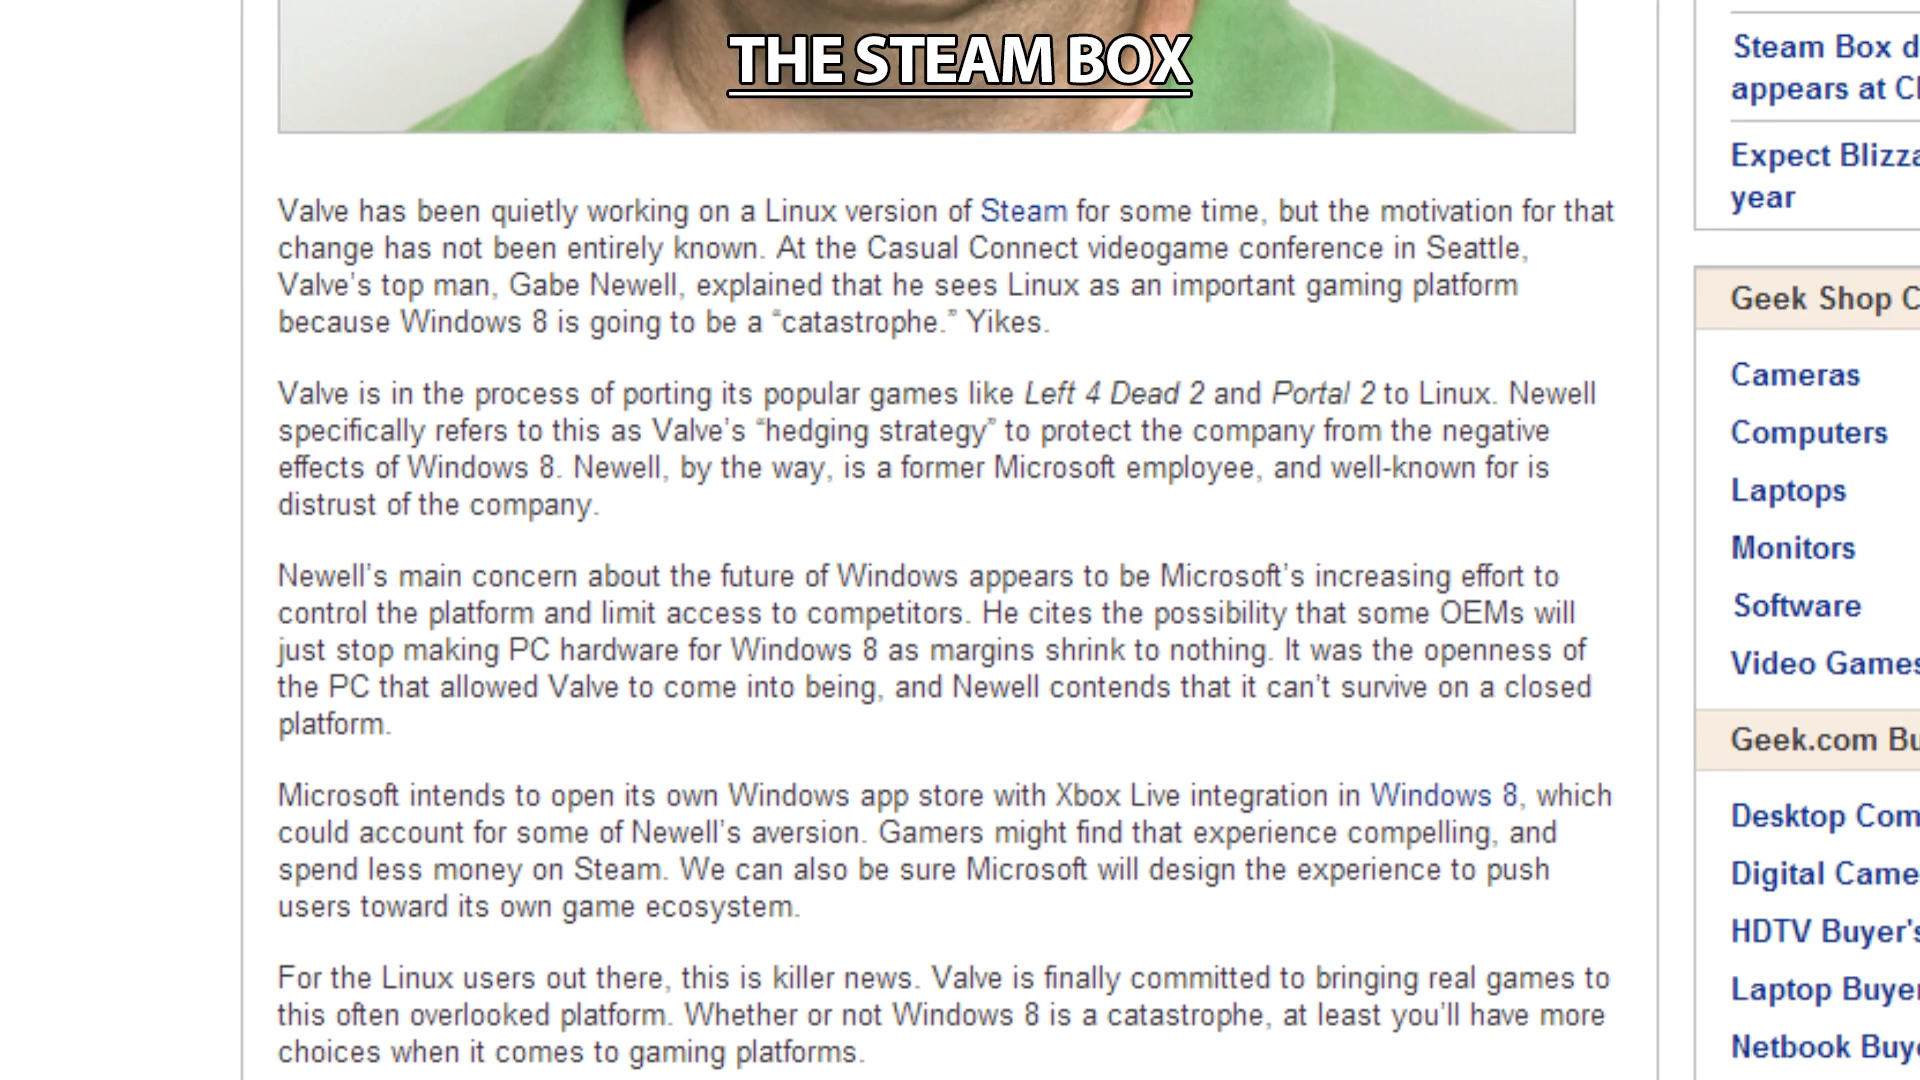 THE STEAM BOX
Valve has been quietly working on a Linux version of Steam for some time, but the motivation for that
change has not been entirely known. At the Casual Connect videogame conference in Seattle,
Valve's top man, Gabe Newell, explained that he sees Linux as an important gaming platform
because Windows 8 is going to be a “catastrophe.” Yikes.
Valve is in the process of porting its popular games like Left 4 Dead 2 and Portal 2 to Linux. Newell
specifically refers to this as Valve's “hedging strategy” to protect the company from the negative
effects of Windows 8. Newell, by the way, is a former Microsoft employee, and well-known for is
distrust of the company.
Newell's main concern about the future of Windows appears to be Microsoft's increasing effort to
control the platform and limit access to competitors. He cites the possibility that some OEMs will
just stop making PC hardware for Windows 8 as margins shrink to nothing. It was the openness of
the PC that allowed Valve to come into being, and Newell contends that it can't survive on a closed
platform.
Microsoft intends to open its own Windows app store with Xbox Live integration in Windows 8, which
could account for some of Newell's aversion. Gamers might find that experience compelling, and
spend less money on Steam. We can also be sure Microsoft will design the experience to push
users toward its own game ecosystem.
For the Linux users out there, this is killer news. Valve is finally committed to bringing real games to
this often overlooked platform. Whether or not Windows 8 is a catastrophe, at least you'll have more
choices when it comes to gaming platforms.
Steam Box
appears at
Expect
year
Geek Shop
Cameras
Computers
Laptops
Monitors
Software
Video Games
Geek.com
Desktop
Digital
HDTV Buyer's
Laptop
Netbook